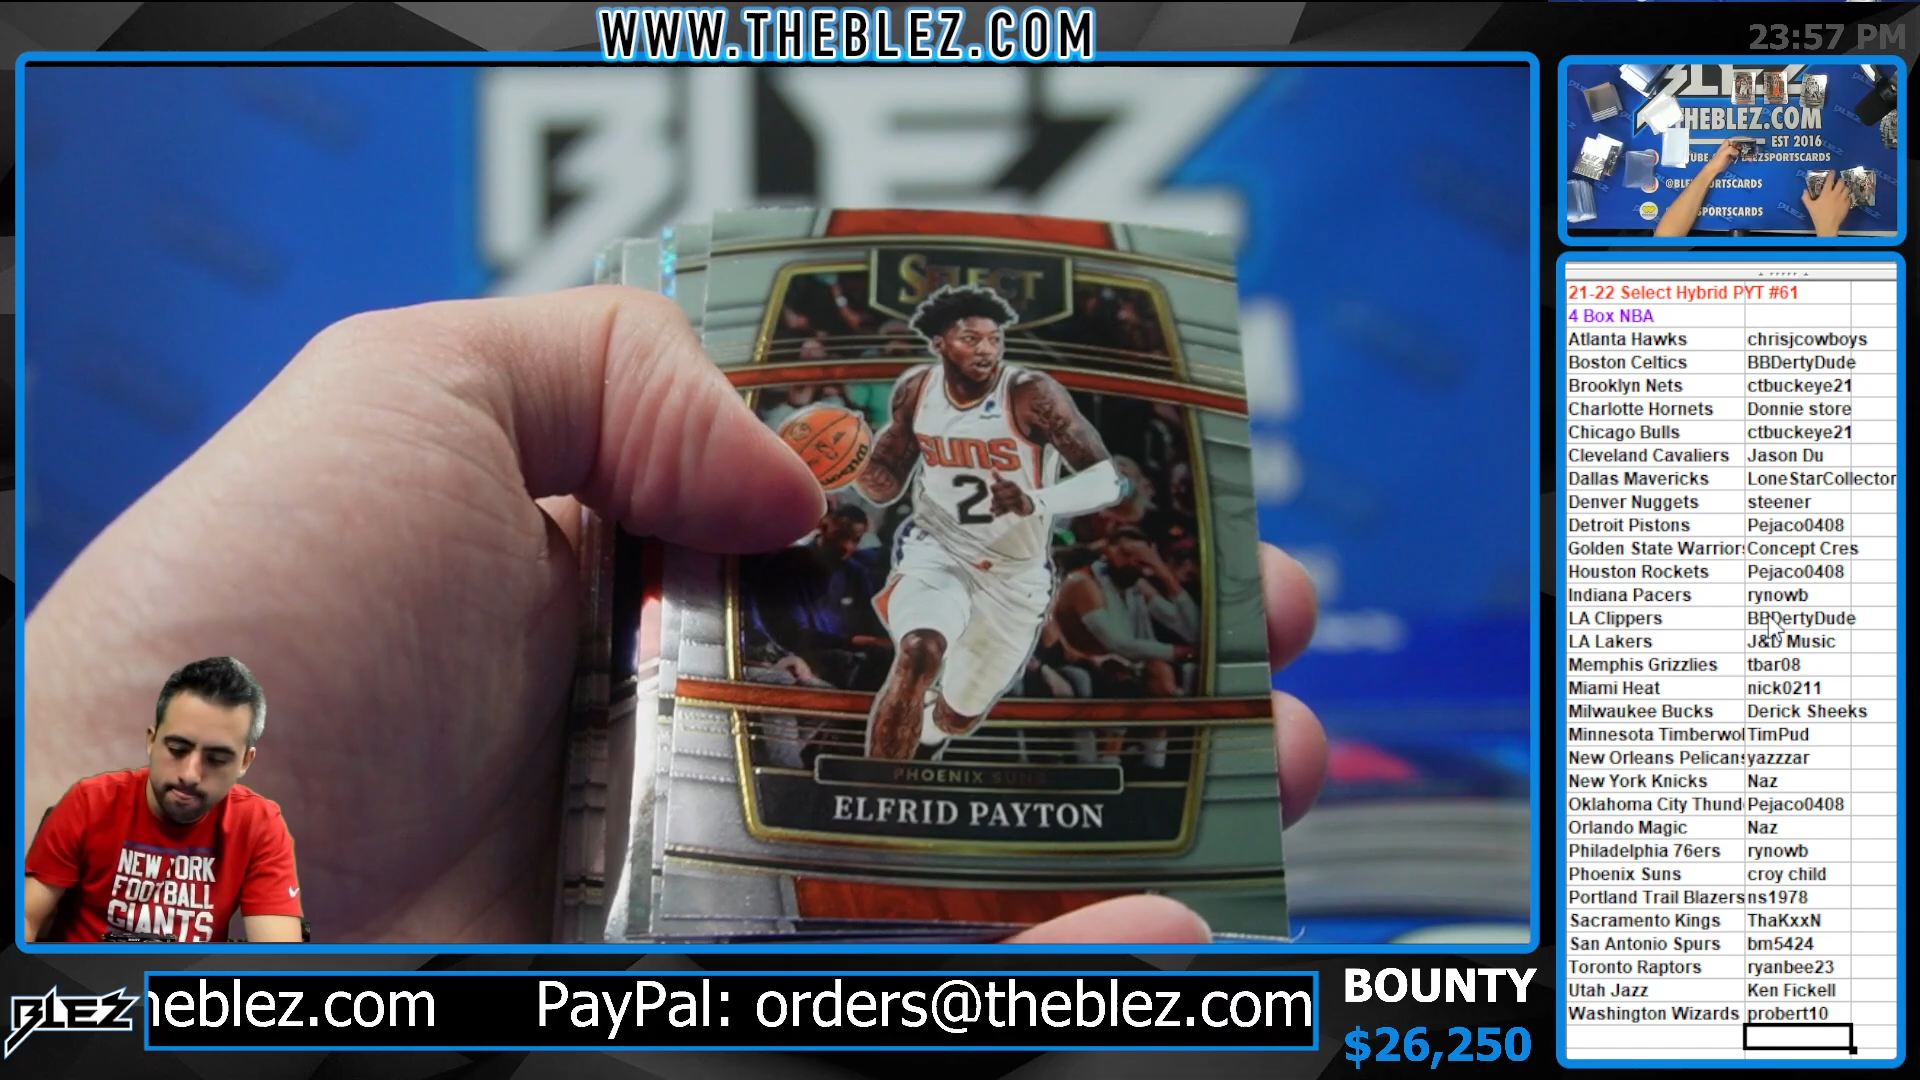 WWW.THEBLEZ.COM
23:57 PM
BLEZ
SELECT
SUNS
2
PHOENIX SUNS
ELFRID PAYTON
NEW YORK
FOOTBALL
GIANTS
THEBLEZ.COM
EST 2016
@BLEZSPORTSCARDS
21-22 Select Hybrid PYT #61
4 Box NBA
Atlanta Hawks chrisjcowboys
Boston Celtics BBDertyDude
Brooklyn Nets ctbuckeye21
Charlotte Hornets Donnie store
Chicago Bulls ctbuckeye21
Cleveland Cavaliers Jason Du
Dallas Mavericks LoneStarCollector
Denver Nuggets steener
Detroit Pistons Pejaco0408
Golden State Warriors Concept Cres
Houston Rockets Pejaco0408
Indiana Pacers rynowb
LA Clippers BBDertyDude
LA Lakers J&D Music
Memphis Grizzlies tbar08
Miami Heat nick0211
Milwaukee Bucks Derick Sheeks
Minnesota Timberwol TimPud
New Orleans Pelicans yazzzar
New York Knicks Naz
Oklahoma City Thund Pejaco0408
Orlando Magic Naz
Philadelphia 76ers rynowb
Phoenix Suns croy child
Portland Trail Blazers ns1978
Sacramento Kings ThaKxxN
San Antonio Spurs bm5424
Toronto Raptors ryanbee23
Utah Jazz Ken Fickell
Washington Wizards probert10
BLEZ
heblez.com PayPal: orders@theblez.com
BOUNTY
$26,250